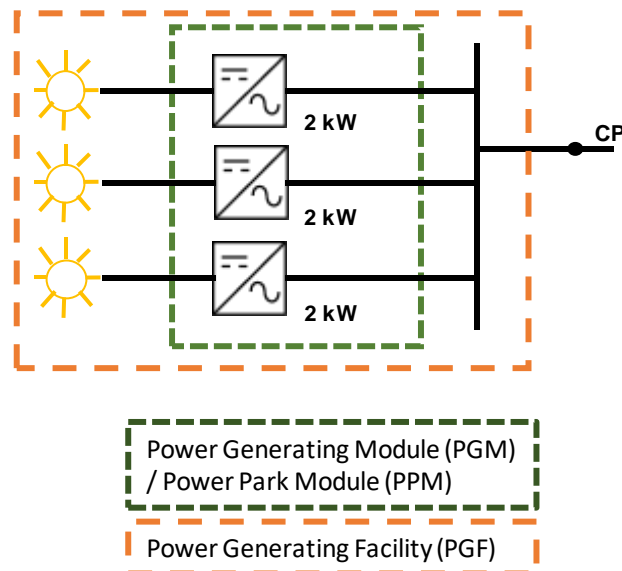 2 kW
CP
2 kW
2 kW
Power Generating Module (PGM)
/ Power Park Module (PPM)
Power Generating Facility (PGF)